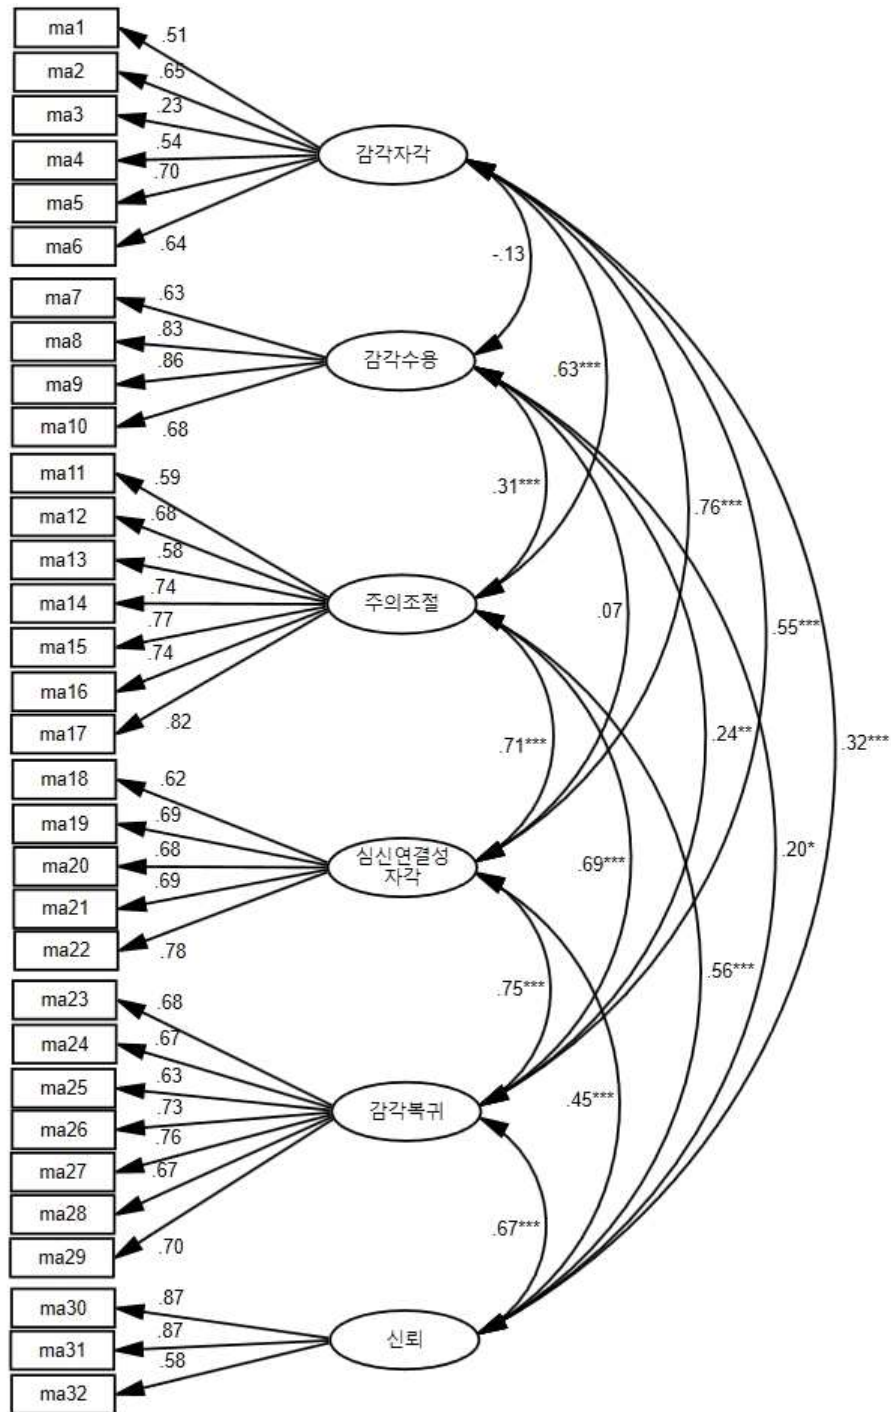 ma1
.51
ma2
.65
ma3
.23
ma4
.54
ma5
.70
ma6
.64
감각자각
-.13
ma7
.63
ma8
.83
ma9
.86
ma10
.68
감각수용
.63***
ma11
.59
ma12
.68
ma13
.58
ma14
.74
ma15
.77
ma16
.74
ma17
.82
주의조절
.31***
.76***
.07
.55***
.71***
.24**
.32***
ma18
.62
ma19
.69
ma20
.68
ma21
.69
ma22
.78
심신연결성
자각
.69***
.20*
ma23
.68
ma24
.67
ma25
.63
ma26
.73
ma27
.76
ma28
.67
ma29
.70
감각복귀
.75***
.56***
.45***
.67***
ma30
.87
ma31
.87
ma32
.58
신뢰